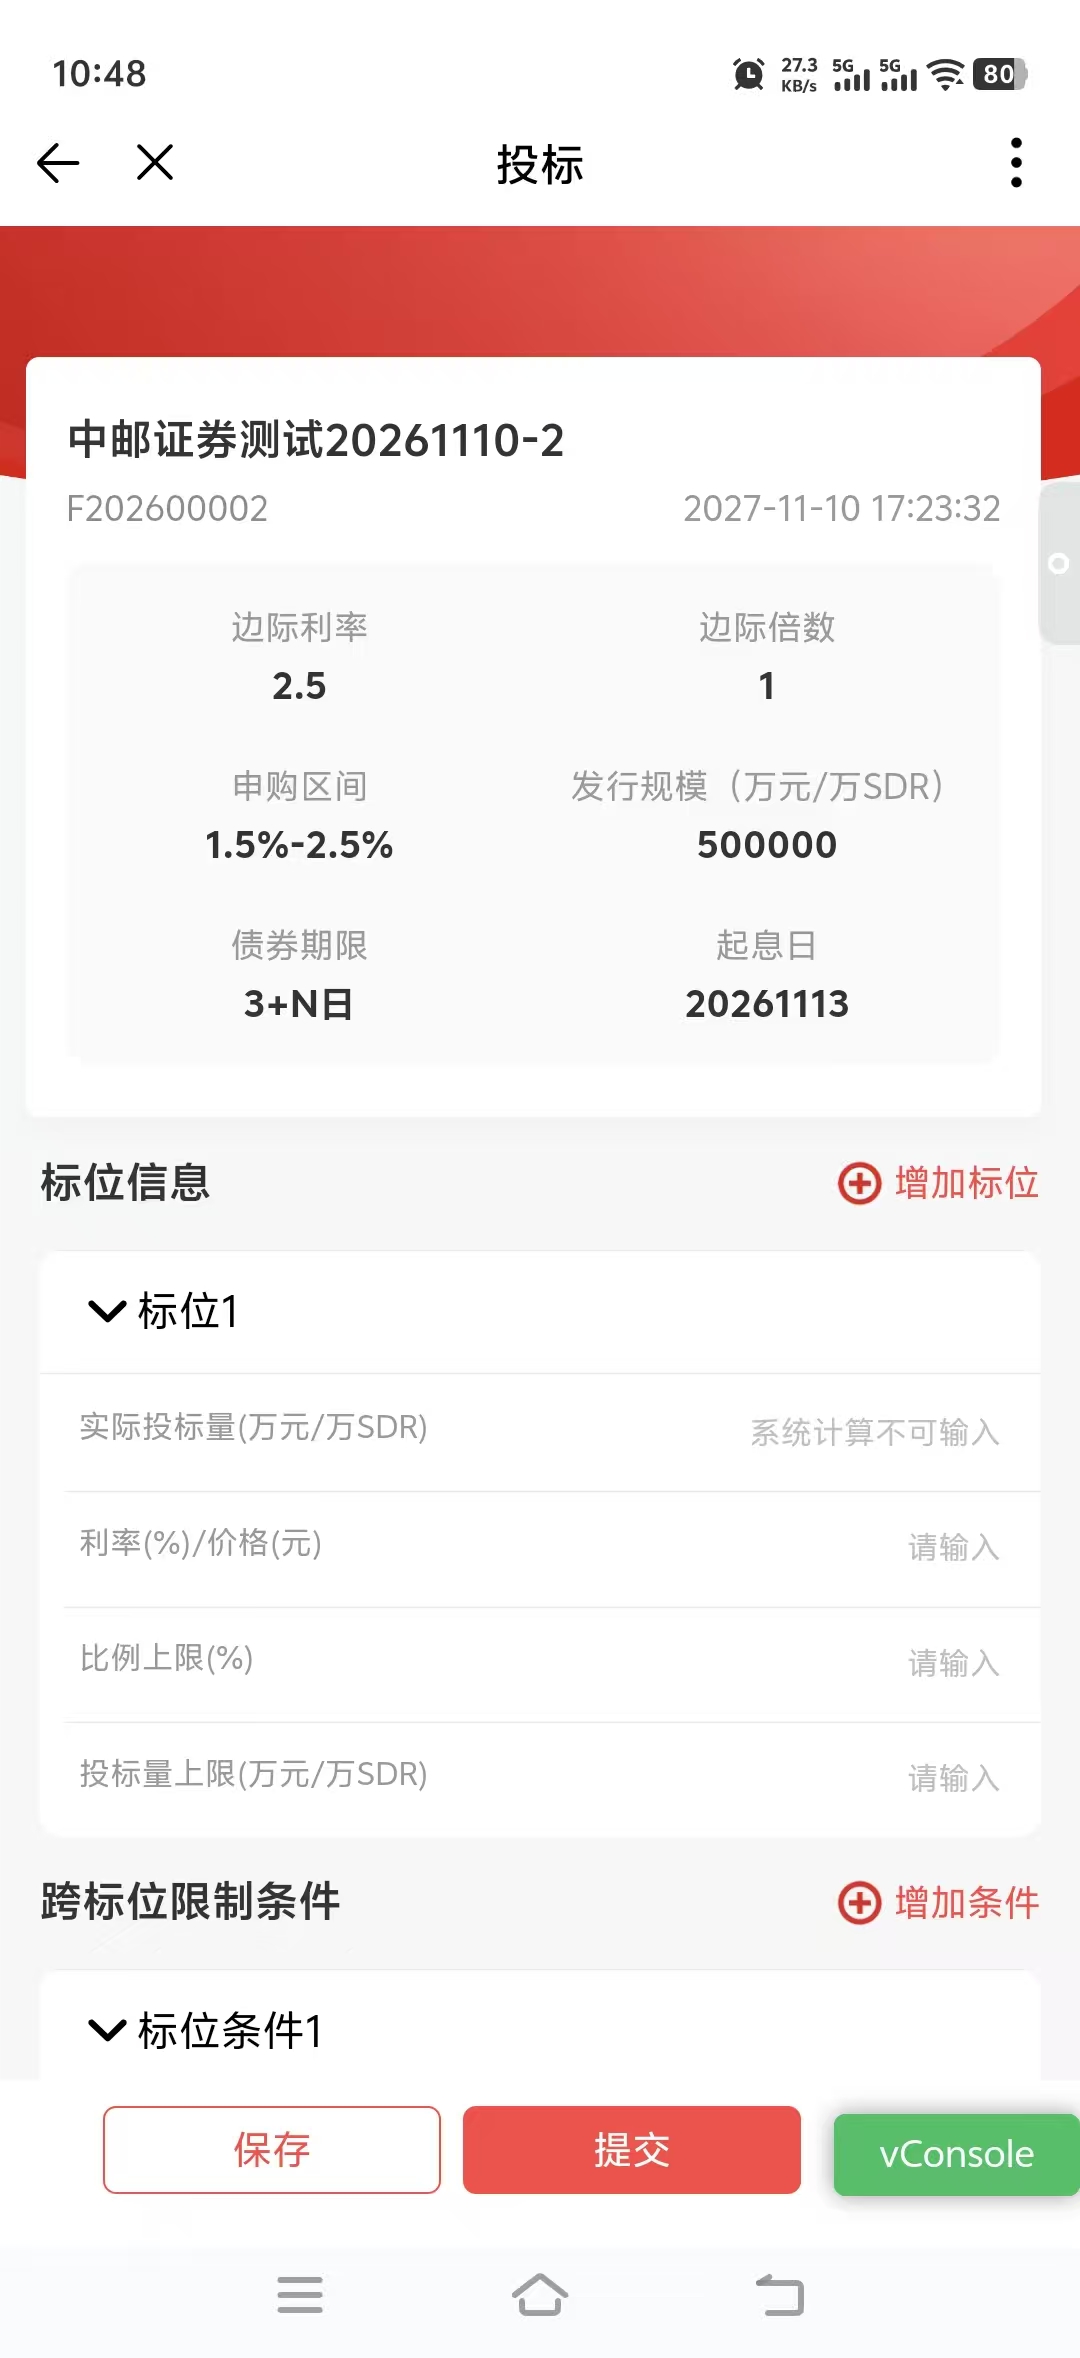 10:48 27.3 KB/s 5G 5G 80
投标
中邮证券测试20261110-2
F202600002 2027-11-10 17:23:32
边际利率 边际倍数
2.5 1
申购区间 发行规模（万元/万SDR）
1.5%-2.5% 500000
债券期限 起息日
3+N日 20261113
标位信息 增加标位
标位1
实际投标量(万元/万SDR) 系统计算不可输入
利率(%)/价格(元) 请输入
比例上限(%) 请输入
投标量上限(万元/万SDR) 请输入
跨标位限制条件 增加条件
标位条件1
保存 提交 vConsole